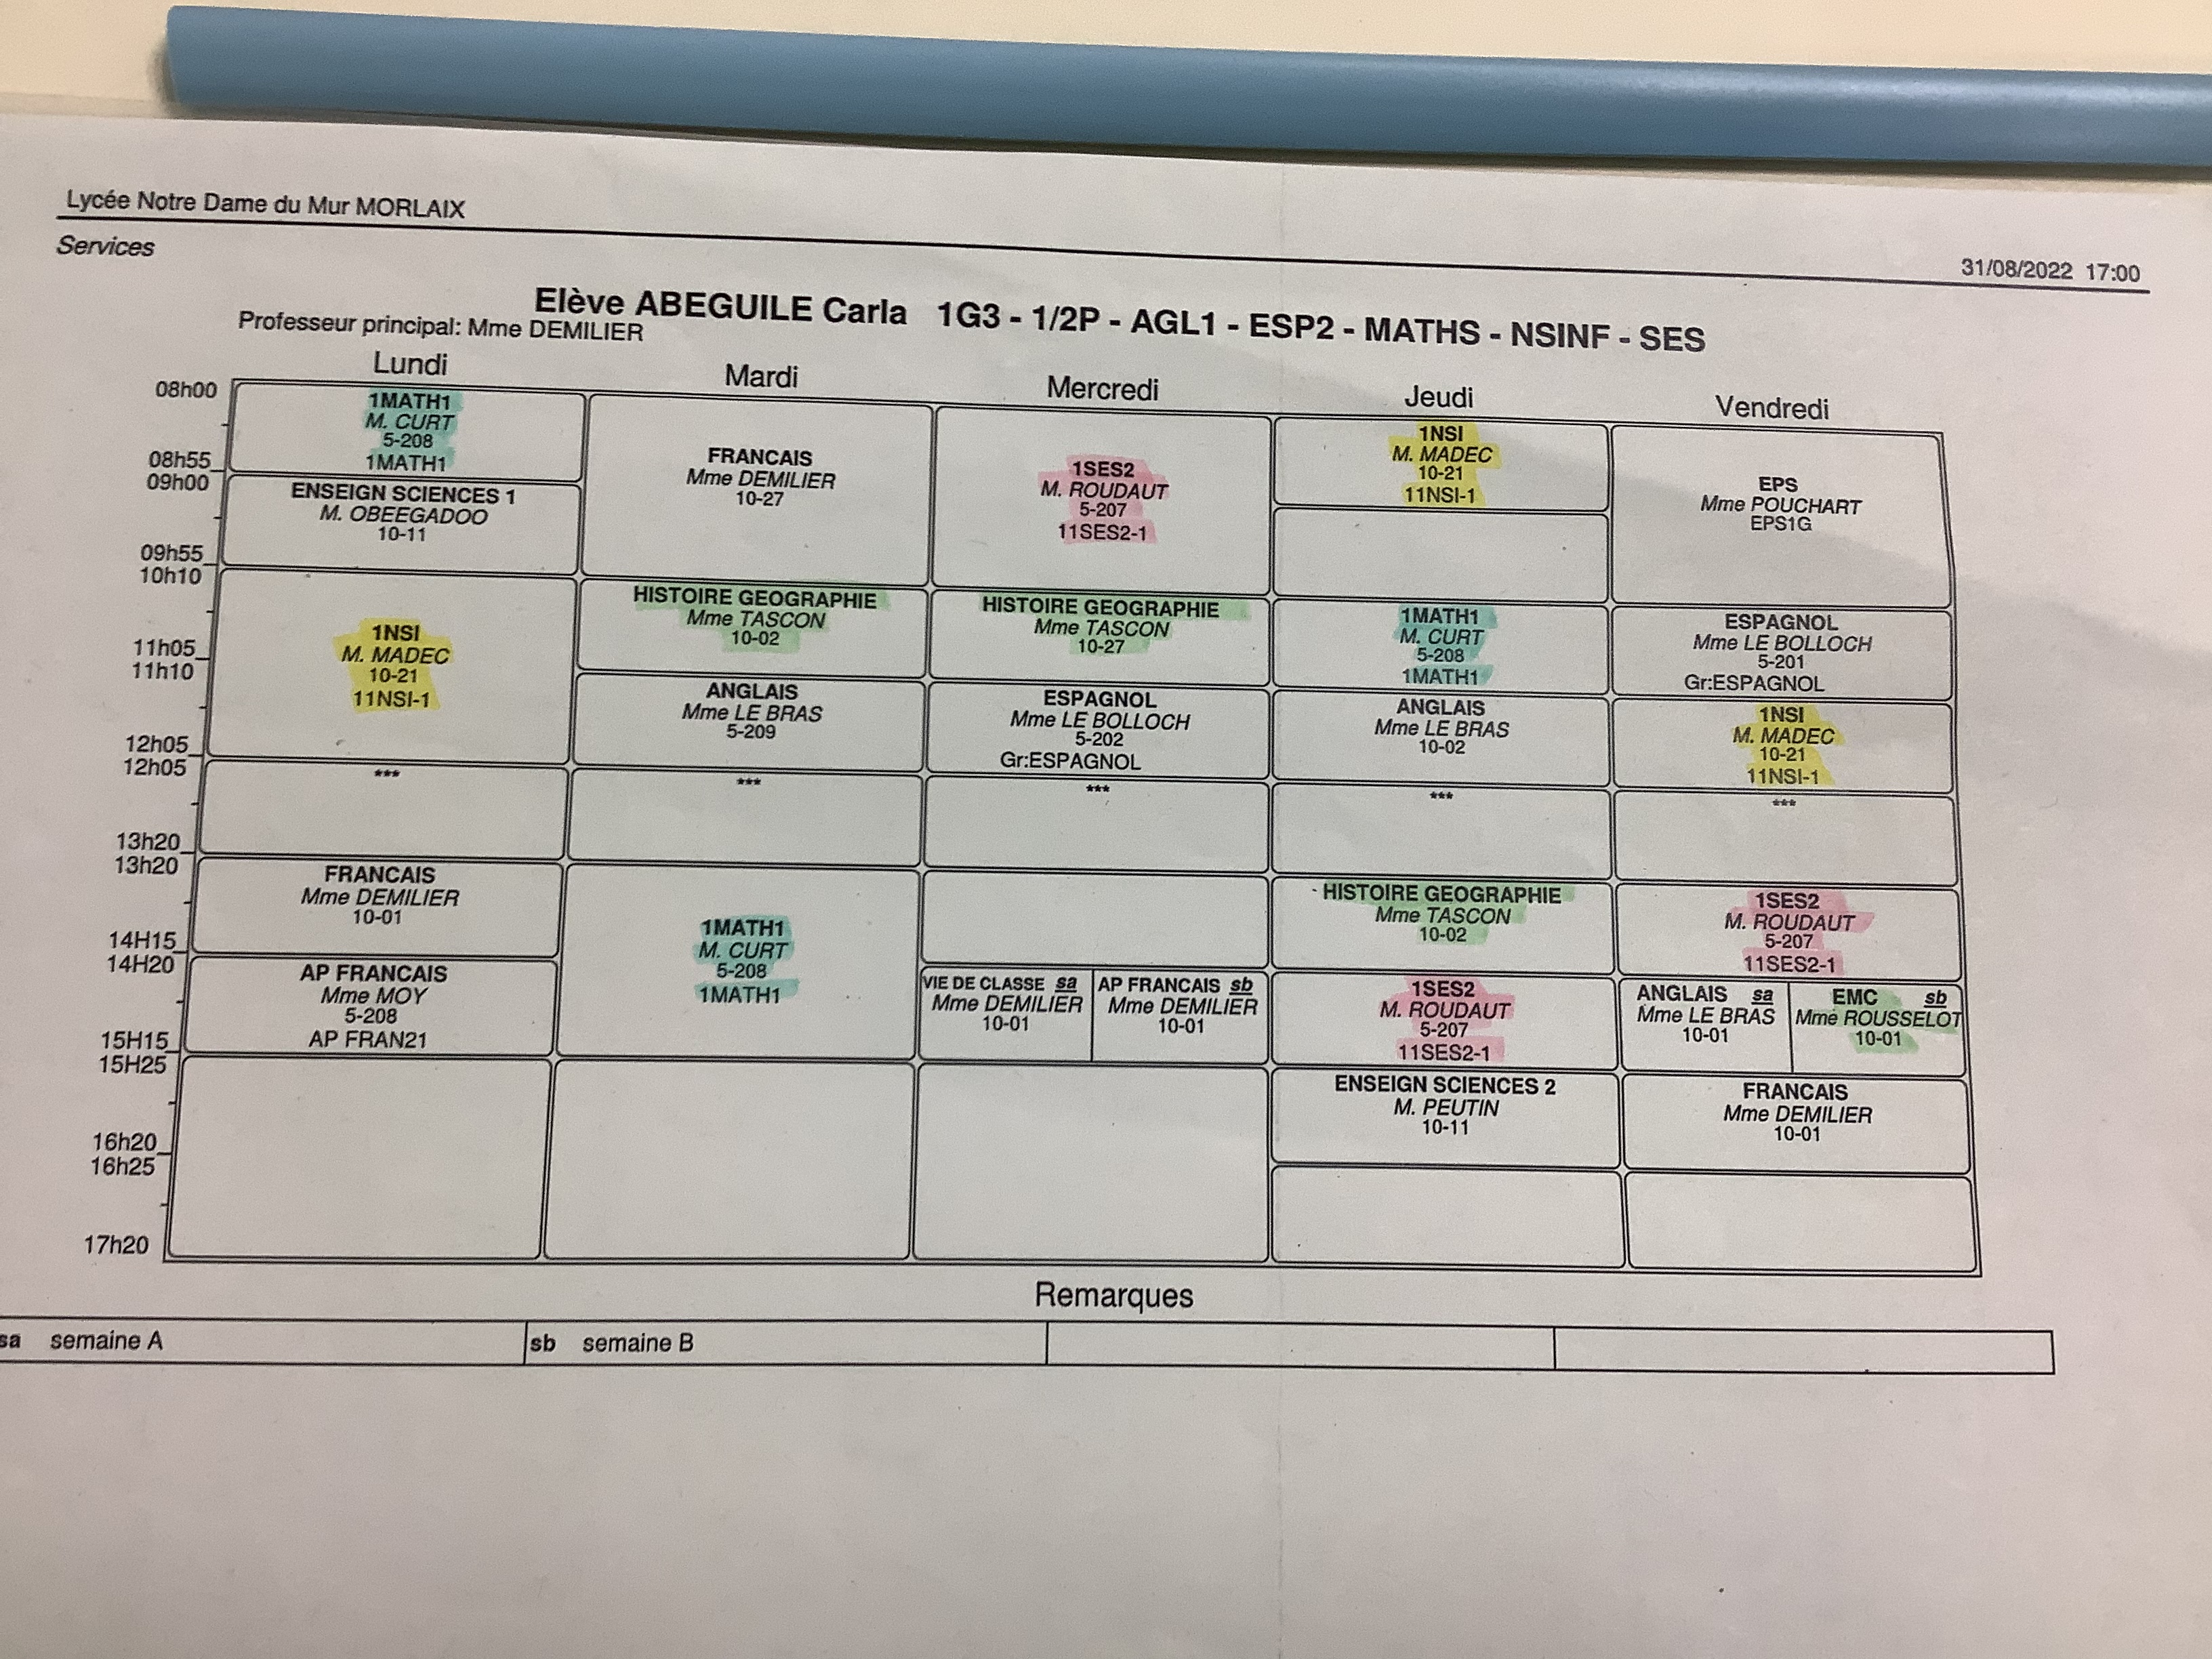 Lycée Notre Dame du Mur MORLAIX
Services
31/08/2022 17:00
Elève ABEGUILE Carla 1G3 - 1/2P - AGL1 - ESP2 - MATHS - NSINF - SES
Professeur principal: Mme DEMILIER
Lundi
Mardi
Mercredi
Jeudi
Vendredi
08h00
08h55
09h00
09h55
10h10
11h05
11h10
12h05
12h05
13h20
13h20
14H15
14H20
15H15
15H25
16h20
16h25
17h20
1MATH1
M. CURT
5-208
1MATH1
ENSEIGN SCIENCES 1
M. OBEEGADOO
10-11
1NSI
M. MADEC
10-21
11NSI-1
***
FRANCAIS
Mme DEMILIER
10-01
AP FRANCAIS
Mme MOY
5-208
AP FRAN21
FRANCAIS
Mme DEMILIER
10-27
HISTOIRE GEOGRAPHIE
Mme TASCON
10-02
ANGLAIS
Mme LE BRAS
5-209
***
1MATH1
M. CURT
5-208
1MATH1
1SES2
M. ROUDAUT
5-207
11SES2-1
HISTOIRE GEOGRAPHIE
Mme TASCON
10-27
ESPAGNOL
Mme LE BOLLOCH
5-202
Gr:ESPAGNOL
***
VIE DE CLASSE sa
Mme DEMILIER
10-01
AP FRANCAIS sb
Mme DEMILIER
10-01
1NSI
M. MADEC
10-21
11NSI-1
1MATH1
M. CURT
5-208
1MATH1
ANGLAIS
Mme LE BRAS
10-02
***
HISTOIRE GEOGRAPHIE
Mme TASCON
10-02
1SES2
M. ROUDAUT
5-207
11SES2-1
ENSEIGN SCIENCES 2
M. PEUTIN
10-11
EPS
Mme POUCHART
EPS1G
ESPAGNOL
Mme LE BOLLOCH
5-201
Gr:ESPAGNOL
1NSI
M. MADEC
10-21
11NSI-1
***
1SES2
M. ROUDAUT
5-207
11SES2-1
ANGLAIS sa
Mme LE BRAS
10-01
EMC sb
Mme ROUSSELOT
10-01
FRANCAIS
Mme DEMILIER
10-01
Remarques
sa semaine A
sb semaine B